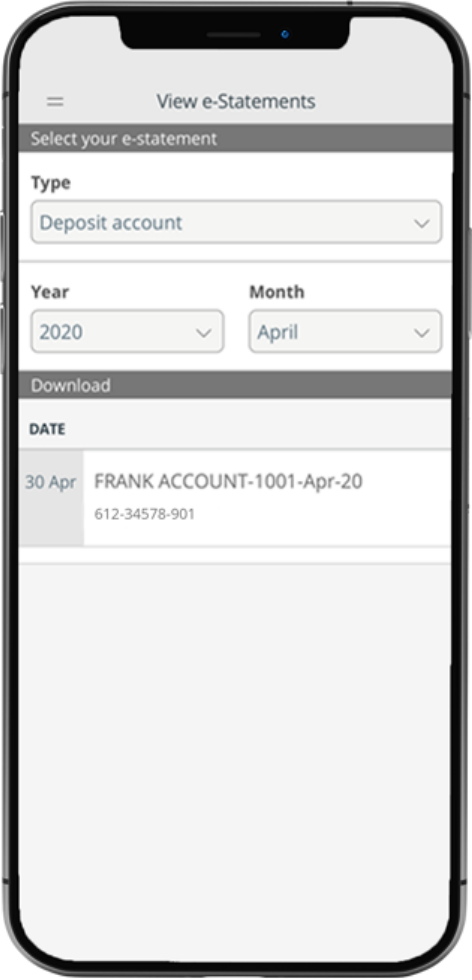 View e-Statements
Select your e-statement
Type
Deposit account
Year Month
2020 April
Download
DATE
30 Apr FRANK ACCOUNT-1001-Apr-20
612-34578-901